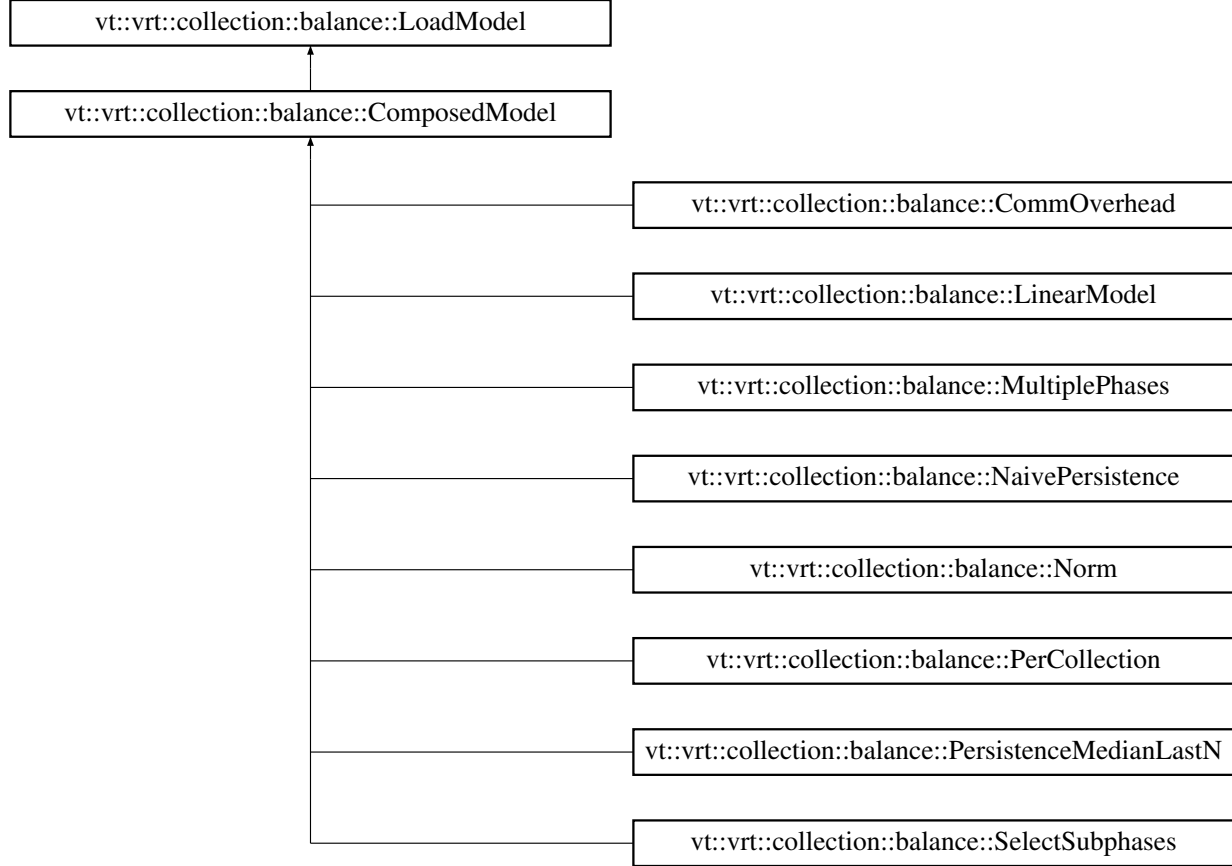 vt::vrt::collection::balance::LoadModel
vt::vrt::collection::balance::ComposedModel
vt::vrt::collection::balance::CommOverhead
vt::vrt::collection::balance::LinearModel
vt::vrt::collection::balance::MultiplePhases
vt::vrt::collection::balance::NaivePersistence
vt::vrt::collection::balance::Norm
vt::vrt::collection::balance::PerCollection
vt::vrt::collection::balance::PersistenceMedianLastN
vt::vrt::collection::balance::SelectSubphases